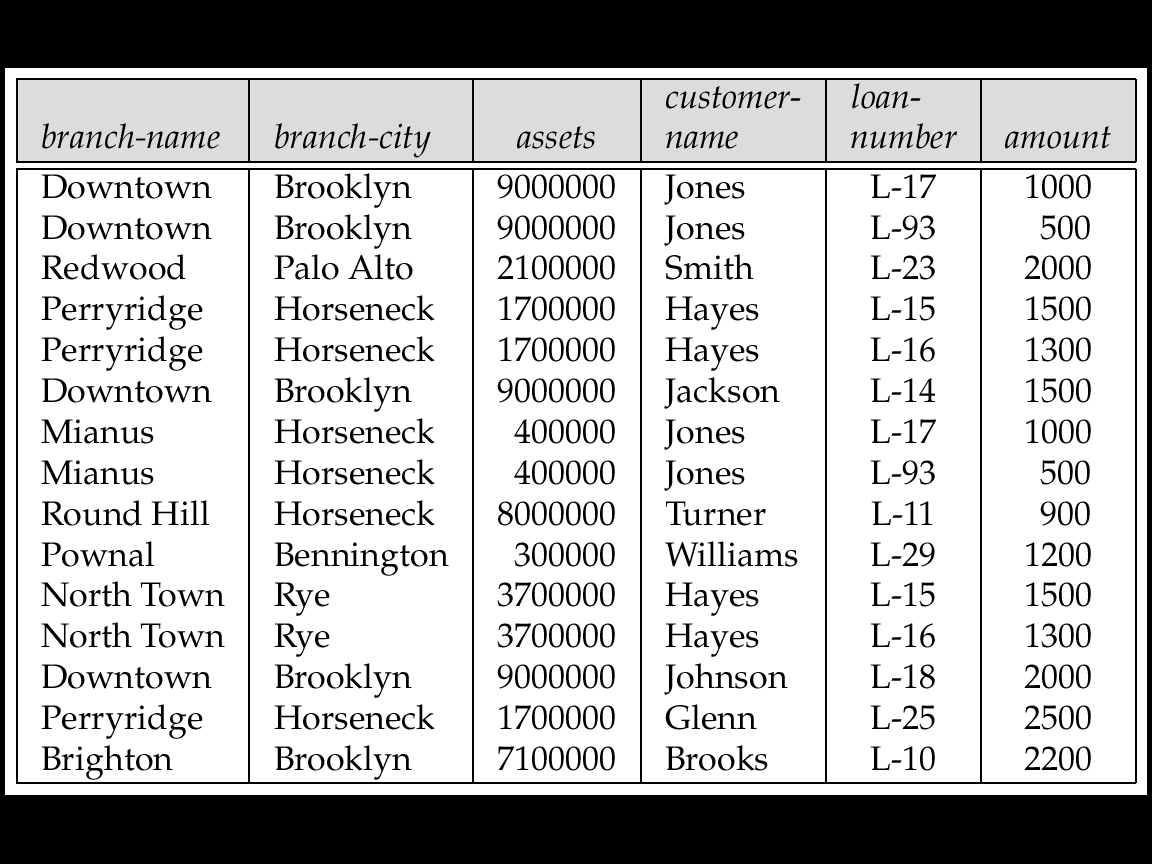 branch-name branch-city assets customer-name loan-number amount
Downtown Brooklyn 9000000 Jones L-17 1000
Downtown Brooklyn 9000000 Jones L-93 500
Redwood Palo Alto 2100000 Smith L-23 2000
Perryridge Horseneck 1700000 Hayes L-15 1500
Perryridge Horseneck 1700000 Hayes L-16 1300
Downtown Brooklyn 9000000 Jackson L-14 1500
Mianus Horseneck 400000 Jones L-17 1000
Mianus Horseneck 400000 Jones L-93 500
Round Hill Horseneck 8000000 Turner L-11 900
Pownal Bennington 300000 Williams L-29 1200
North Town Rye 3700000 Hayes L-15 1500
North Town Rye 3700000 Hayes L-16 1300
Downtown Brooklyn 9000000 Johnson L-18 2000
Perryridge Horseneck 1700000 Glenn L-25 2500
Brighton Brooklyn 7100000 Brooks L-10 2200